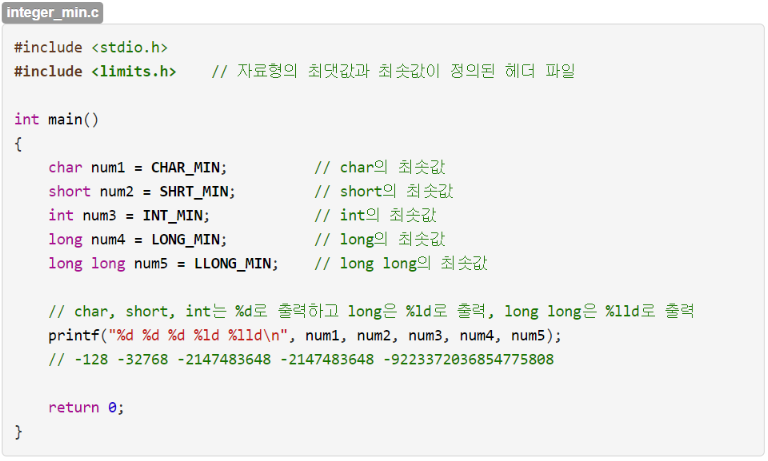 integer_min.c
#include <stdio.h>
#include <limits.h>    // 자료형의 최댓값과 최솟값이 정의된 헤더 파일
int main()
{
    char num1 = CHAR_MIN;          // char의 최솟값
    short num2 = SHRT_MIN;         // short의 최솟값
    int num3 = INT_MIN;            // int의 최솟값
    long num4 = LONG_MIN;          // long의 최솟값
    long long num5 = LLONG_MIN;    // long long의 최솟값
    // char, short, int는 %d로 출력하고 long은 %ld로 출력, long long은 %lld로 출력
    printf("%d %d %d %ld %lld\n", num1, num2, num3, num4, num5);
    // -128 -32768 -2147483648 -2147483648 -9223372036854775808
    return 0;
}